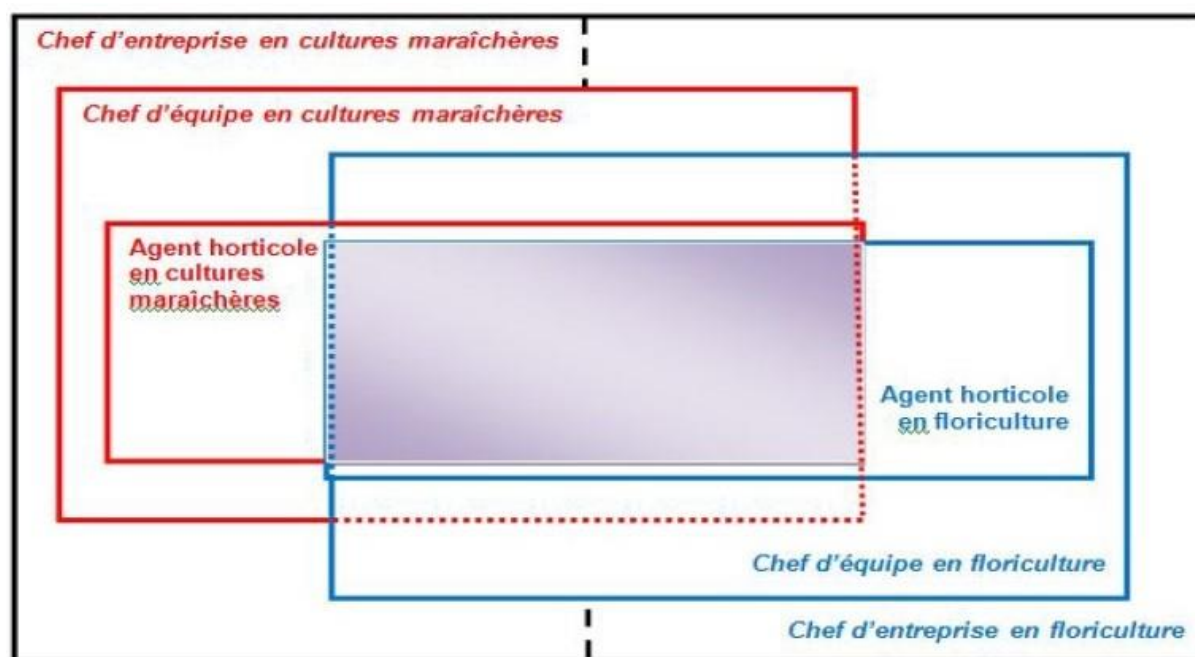 Chef d'entreprise en cultures maraîchères
Chef d'équipe en cultures maraîchères
Agent horticole
en cultures
maraîchères
Agent horticole
en floriculture
Chef d'équipe en floriculture
Chef d'entreprise en floriculture